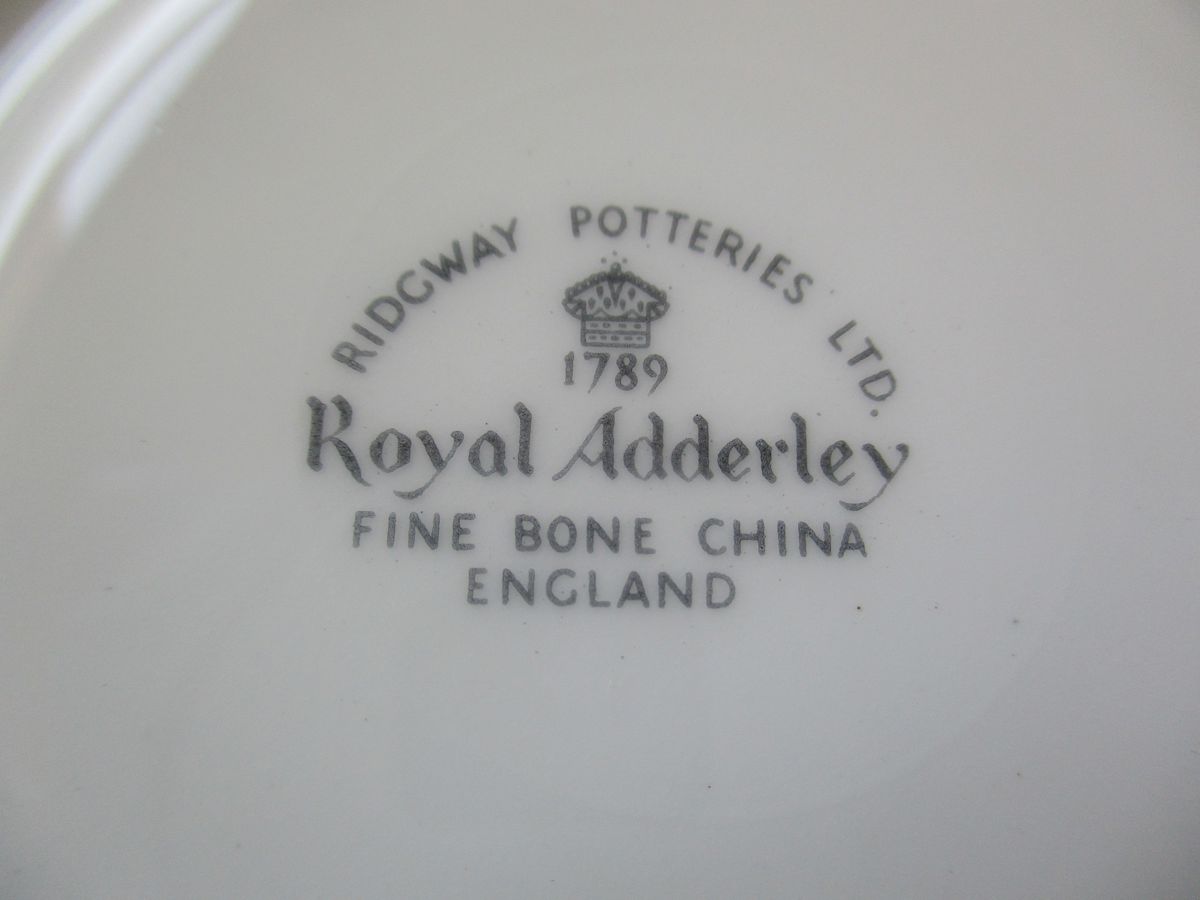 RIDGWAY POTTERIES LTD.
1789
Royal Adderley
FINE BONE CHINA
ENGLAND